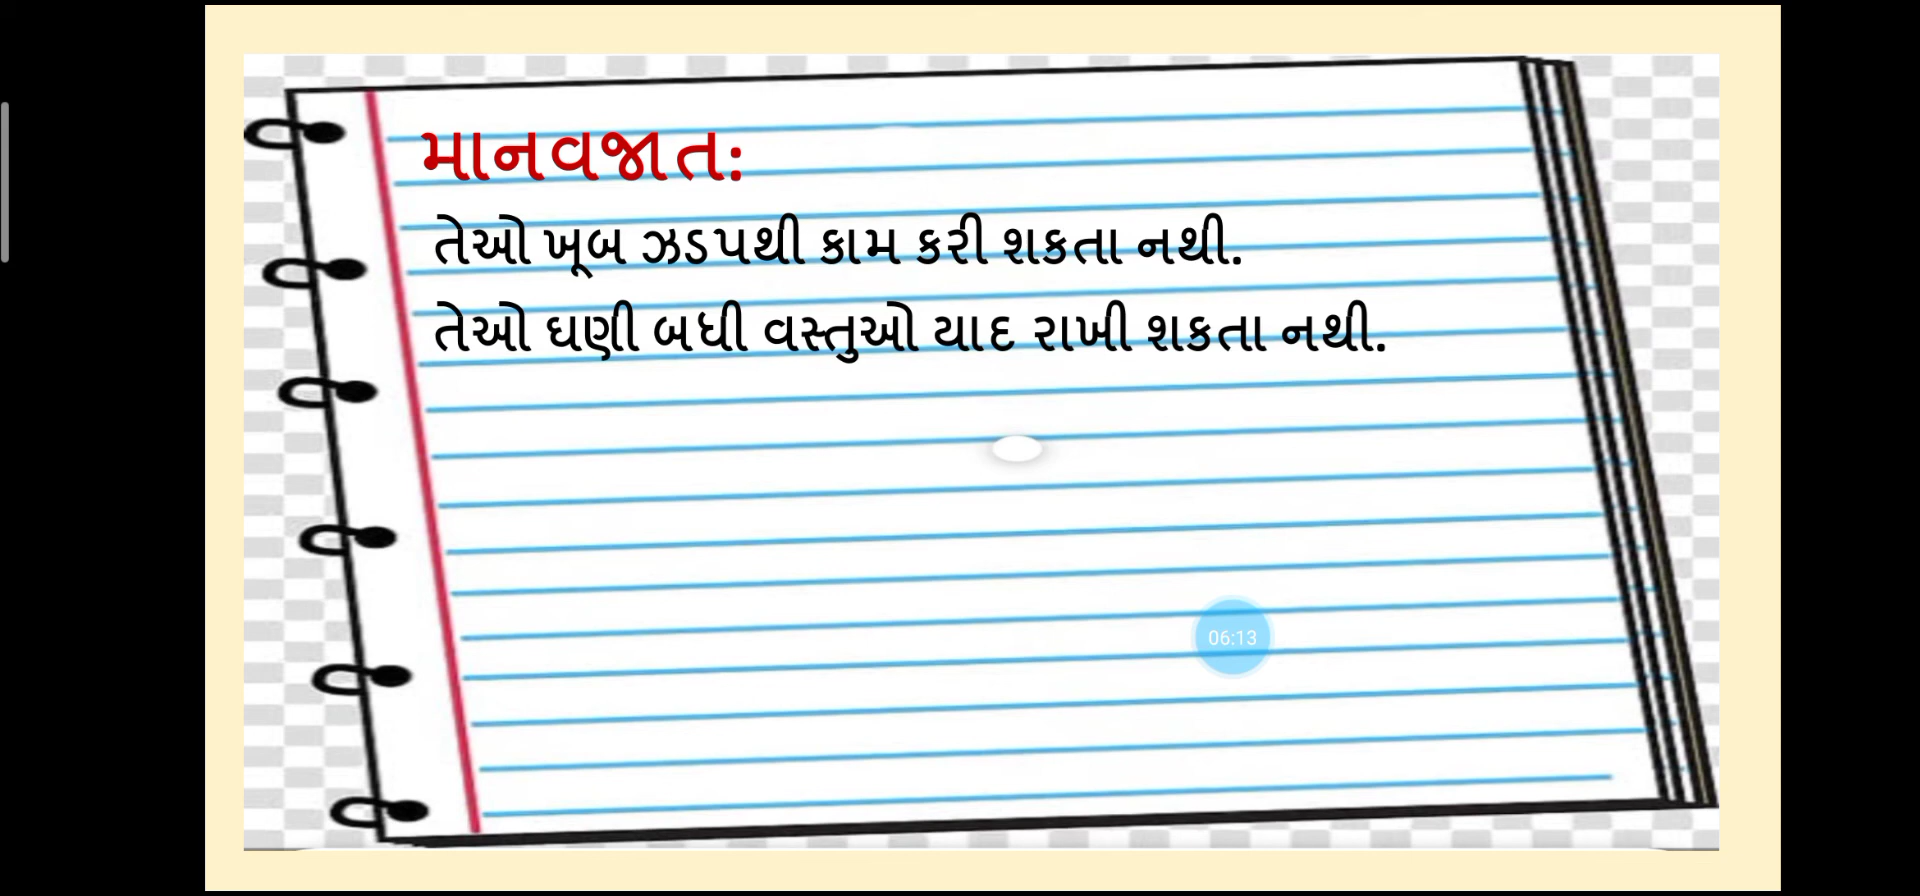 માનવજાત:
તેઓ ખૂબ ઝડપથી કામ કરી શકતા નથી.
તેઓ ઘણી બધી વસ્તુઓ યાદ રાખી શકતા નથી.
06:13